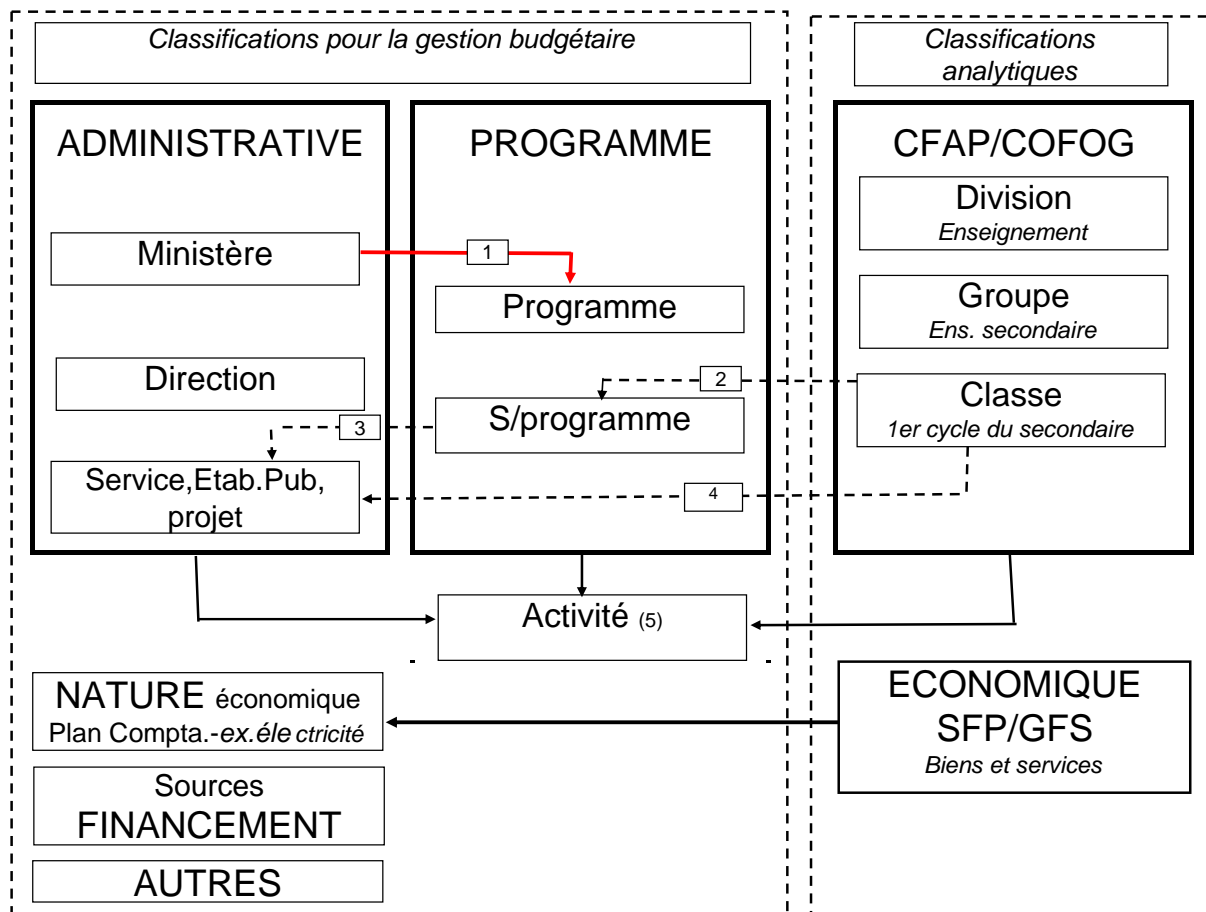 Classifications pour la gestion budgétaire
Classifications
analytiques
ADMINISTRATIVE
Ministère
Direction
Service,Etab.Pub,
projet
PROGRAMME
1
Programme
2
S/programme
3
4
CFAP/COFOG
Division
Enseignement
Groupe
Ens. secondaire
Classe
1er cycle du secondaire
Activité (5)
NATURE économique
Plan Compta.-ex.éle ctricité
Sources
FINANCEMENT
AUTRES
ECONOMIQUE
SFP/GFS
Biens et services